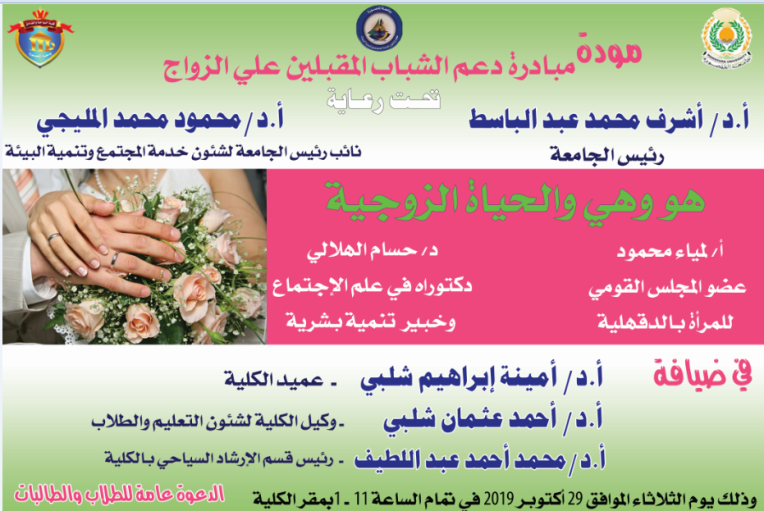 مودة مبادرة دعم الشباب المقبلين علي الزواج
تحت رعاية
أ.د/ أشرف محمد عبد الباسط
رئيس الجامعة
أ.د/ محمود محمد المليجي
نائب رئيس الجامعة لشئون خدمة المجتمع وتنمية البيئة
هو وهي والحياة الزوجية
أ/ لمياء محمود
عضو المجلس القومي
للمرأة بالدقهلية
د/ حسام الهلالي
دكتوراه في علم الإجتماع
وخبير تنمية بشرية
في ضيافة
أ.د/ أمينة إبراهيم شلبي - عميد الكلية
أ.د/ أحمد عثمان شلبي - وكيل الكلية لشئون التعليم والطلاب
أ.د/ محمد أحمد عبد اللطيف - رئيس قسم الإرشاد السياحي بالكلية
وذلك يوم الثلاثاء الموافق 29 أكتوبر 2019 في تمام الساعة 11 - 1 بمقر الكلية
الدعوة عامة للطلاب والطالبات